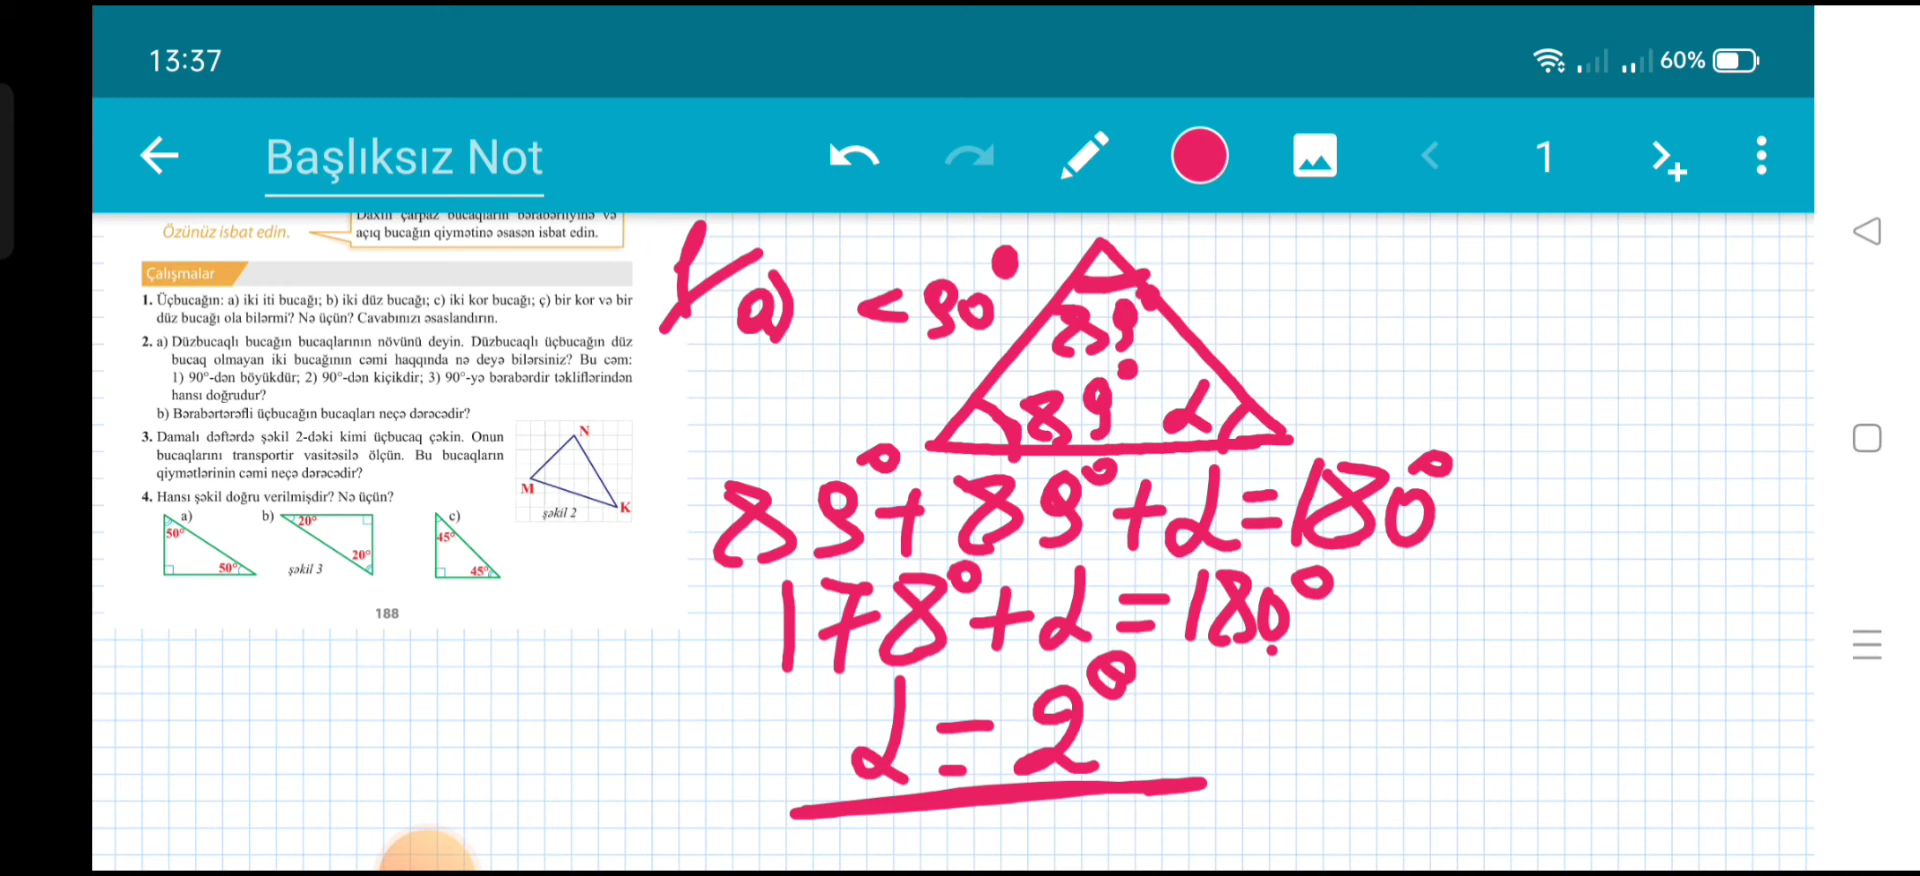 13:37
60%
Başlıksız Not
1
Daxili çarpaz bucaqların bərabərliyinə və
Özünüz isbat edin.
açıq bucağın qiymətinə əsasən isbat edin.
Çalışmalar
1. Üçbucağın: a) iki iti bucağı; b) iki düz bucağı; c) iki kor bucağı; ç) bir kor və bir
düz bucağı ola bilərmi? Nə üçün? Cavabınızı əsaslandırın.
2. a) Düzbucaqlı bucağın bucaqlarının növünü deyin. Düzbucaqlı üçbucağın düz
bucaq olmayan iki bucağının cəmi haqqında nə deyə bilərsiniz? Bu cəm:
1) 90°-dən böyükdür; 2) 90°-dən kiçikdir; 3) 90°-yə bərabərdir təkliflərindən
hansı doğrudur?
b) Bərabərtərəfli üçbucağın bucaqları neçə dərəcədir?
3. Damalı dəftərdə şəkil 2-dəki kimi üçbucaq çəkin. Onun
bucaqlarını transportir vasitəsilə ölçün. Bu bucaqların
qiymətlərinin cəmi neçə dərəcədir?
N
M
K
şəkil 2
4. Hansı şəkil doğru verilmişdir? Nə üçün?
a)
50°
50°
b)
20°
20°
şəkil 3
c)
45°
45°
188
1/a) <90°
89°
89° α
89°+89°+α=180°
178°+α=180°
α=2°